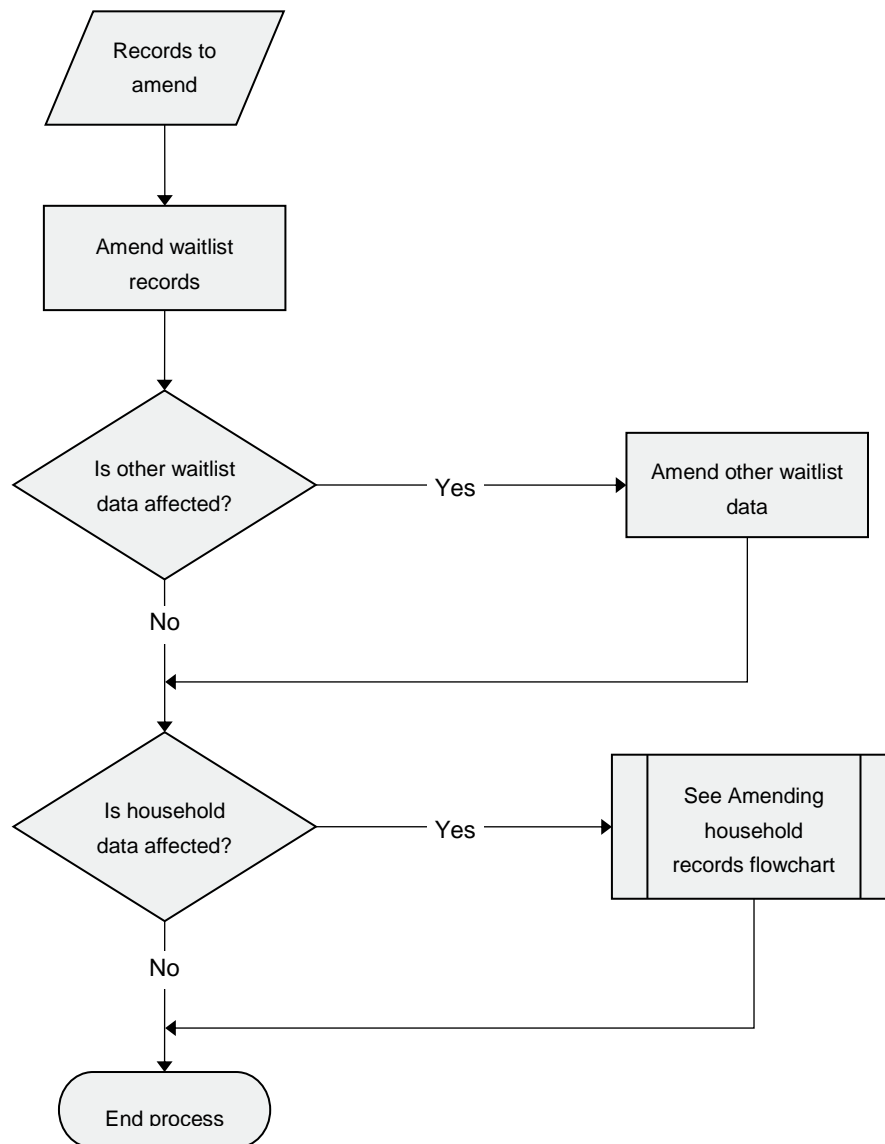 Records to
amend
Amend waitlist
records
Is other waitlist
data affected?
Yes
Amend other waitlist
data
No
Is household
data affected?
Yes
See Amending
household
records flowchart
No
End process